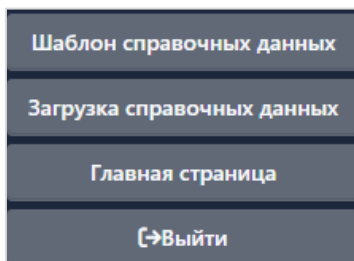 Шаблон справочных данных
Загрузка справочных данных
Главная страница
Выйти